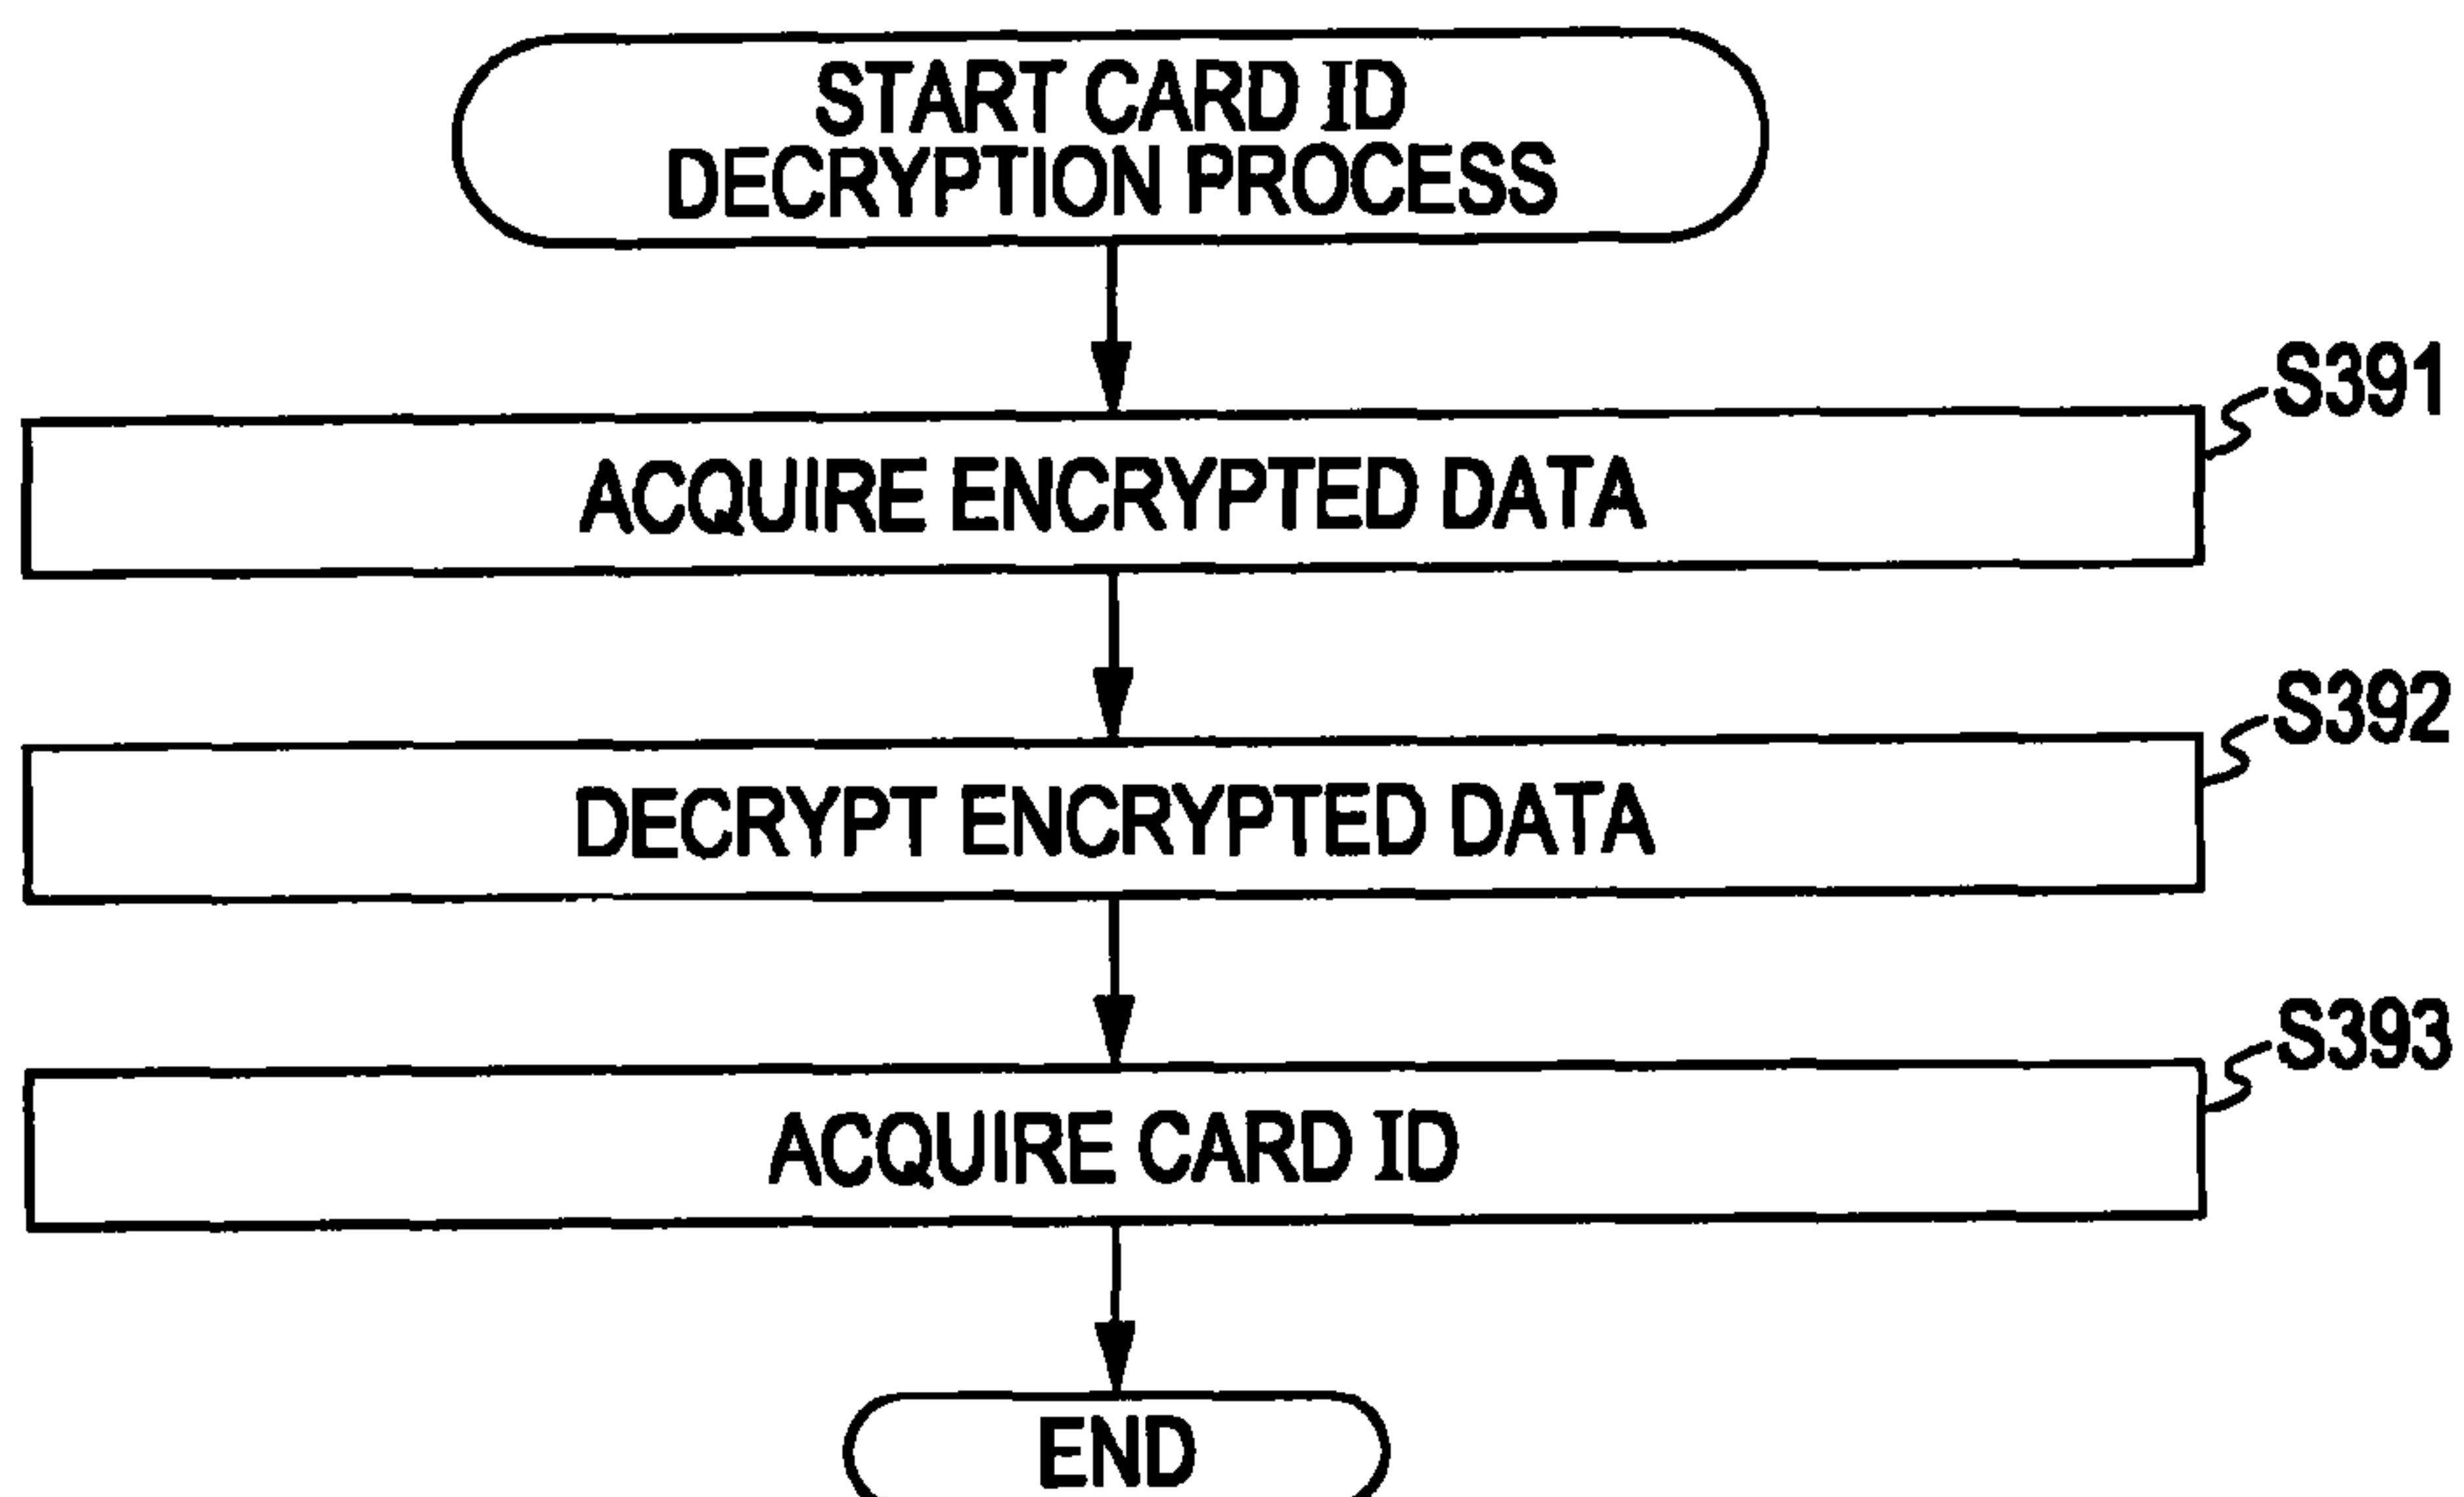 START CARD ID
DECRYPTION PROCESS
S391
ACQUIRE ENCRYPTED DATA
S392
DECRYPT ENCRYPTED DATA
S393
ACQUIRE CARD ID
END